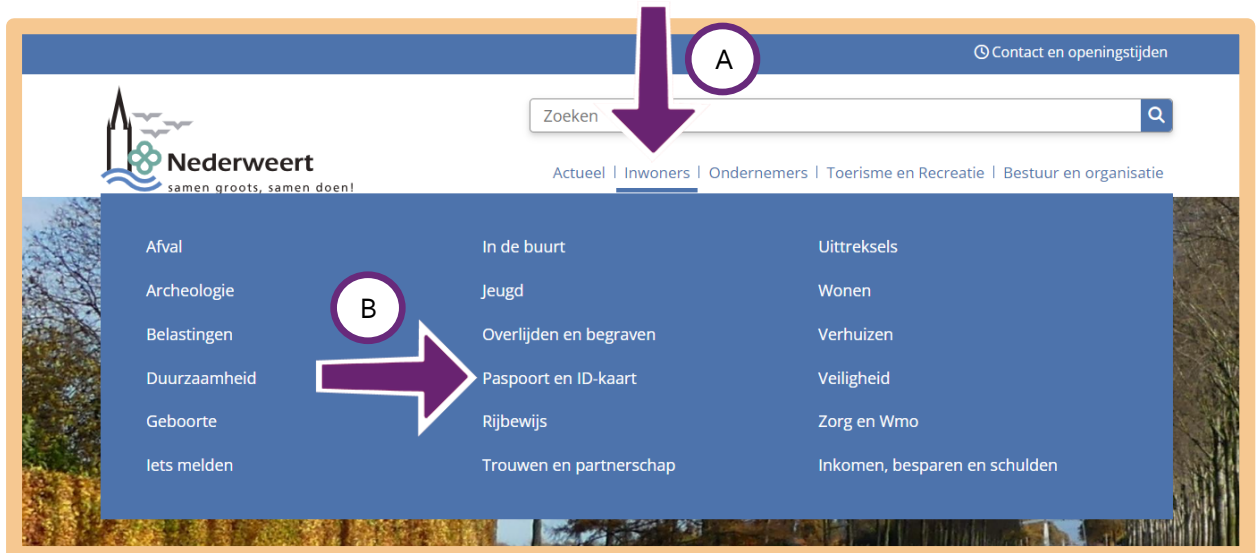 Contact en openingstijden
A
Zoeken
Nederweert
samen groots, samen doen!
Actueel | Inwoners | Ondernemers | Toerisme en Recreatie | Bestuur en organisatie
Afval
Archeologie
Belastingen
Duurzaamheid
Geboorte
Iets melden
B
In de buurt
Jeugd
Overlijden en begraven
Paspoort en ID-kaart
Rijbewijs
Trouwen en partnerschap
Uittreksels
Wonen
Verhuizen
Veiligheid
Zorg en Wmo
Inkomen, besparen en schulden